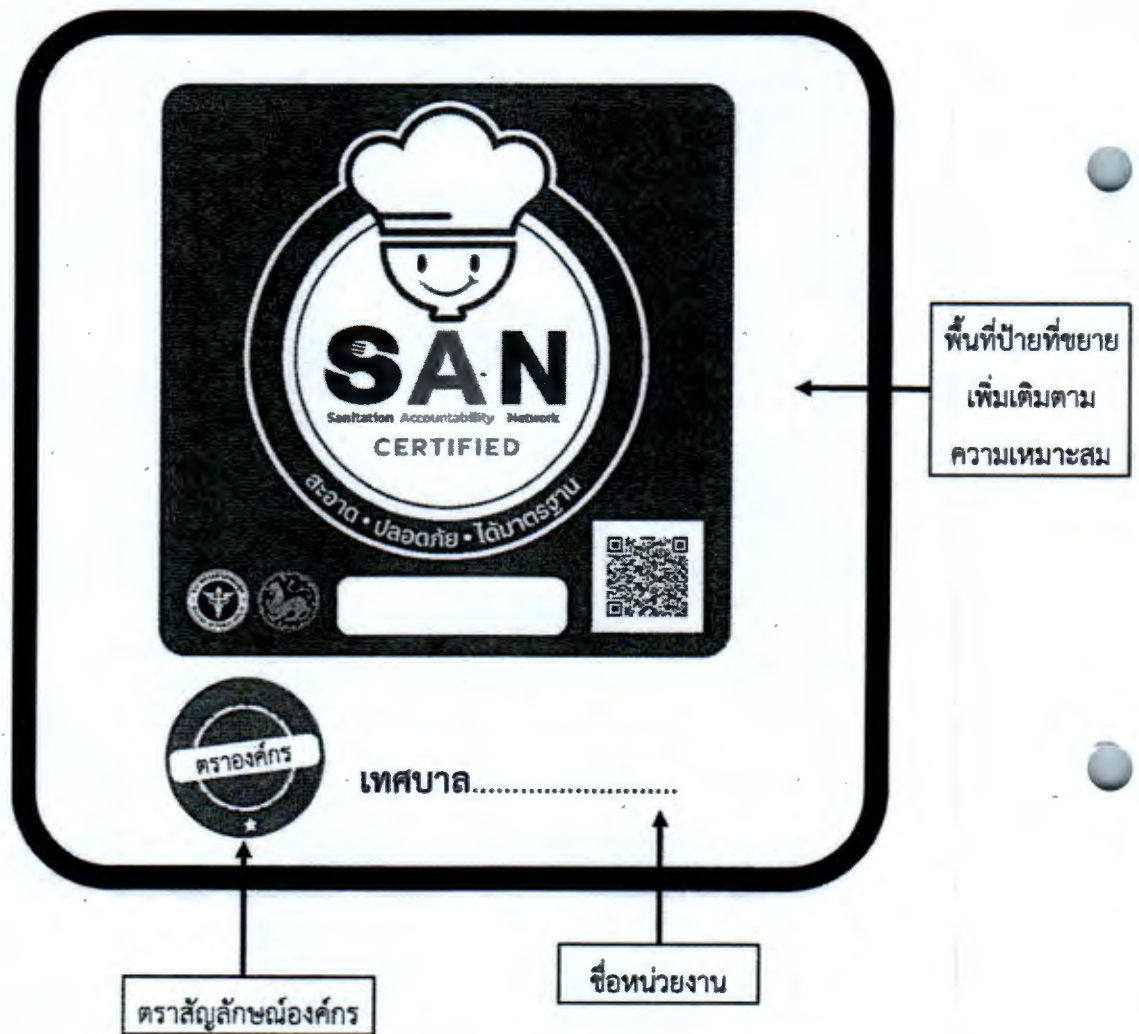 SAN
Sanitation Accountability Network
CERTIFIED
สะอาด • ปลอดภัย • ได้มาตรฐาน
พื้นที่ป้ายที่ขยาย
เพิ่มเติมตาม
ความเหมาะสม
ตราองค์กร
เทศบาล..........................
ตราสัญลักษณ์องค์กร
ชื่อหน่วยงาน